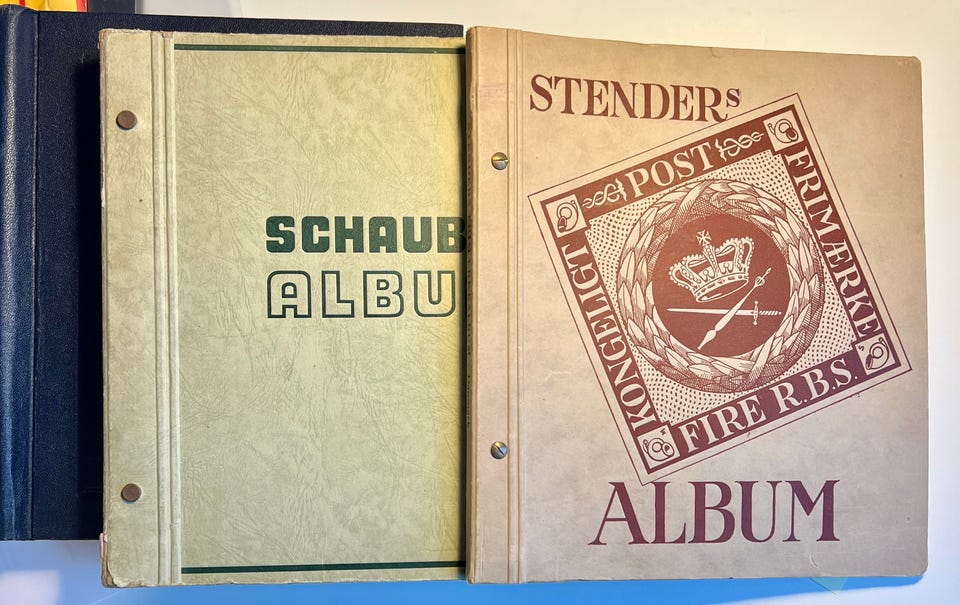 SCHAUB
ALBU
STENDERS
KONGELIGT
POST
FRIMÆRKE
FIRE R.B.S.
ALBUM